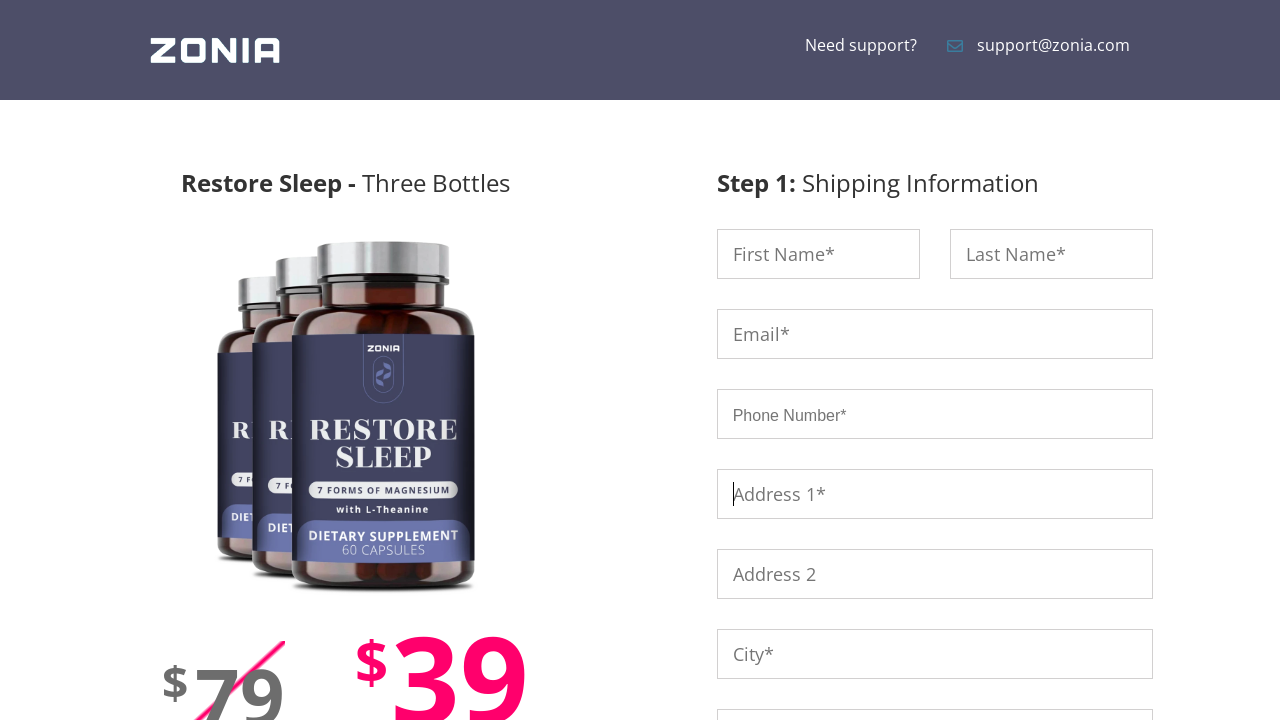 ZONIA
Need support?
support@zonia.com
Restore Sleep - Three Bottles
ZONIA
RESTORE
SLEEP
7 FORMS OF MAGNESIUM
with L-Theanine
DIETARY SUPPLEMENT
60 CAPSULES
$79
$39
Step 1: Shipping Information
First Name*
Last Name*
Email*
Phone Number*
Address 1*
Address 2
City*